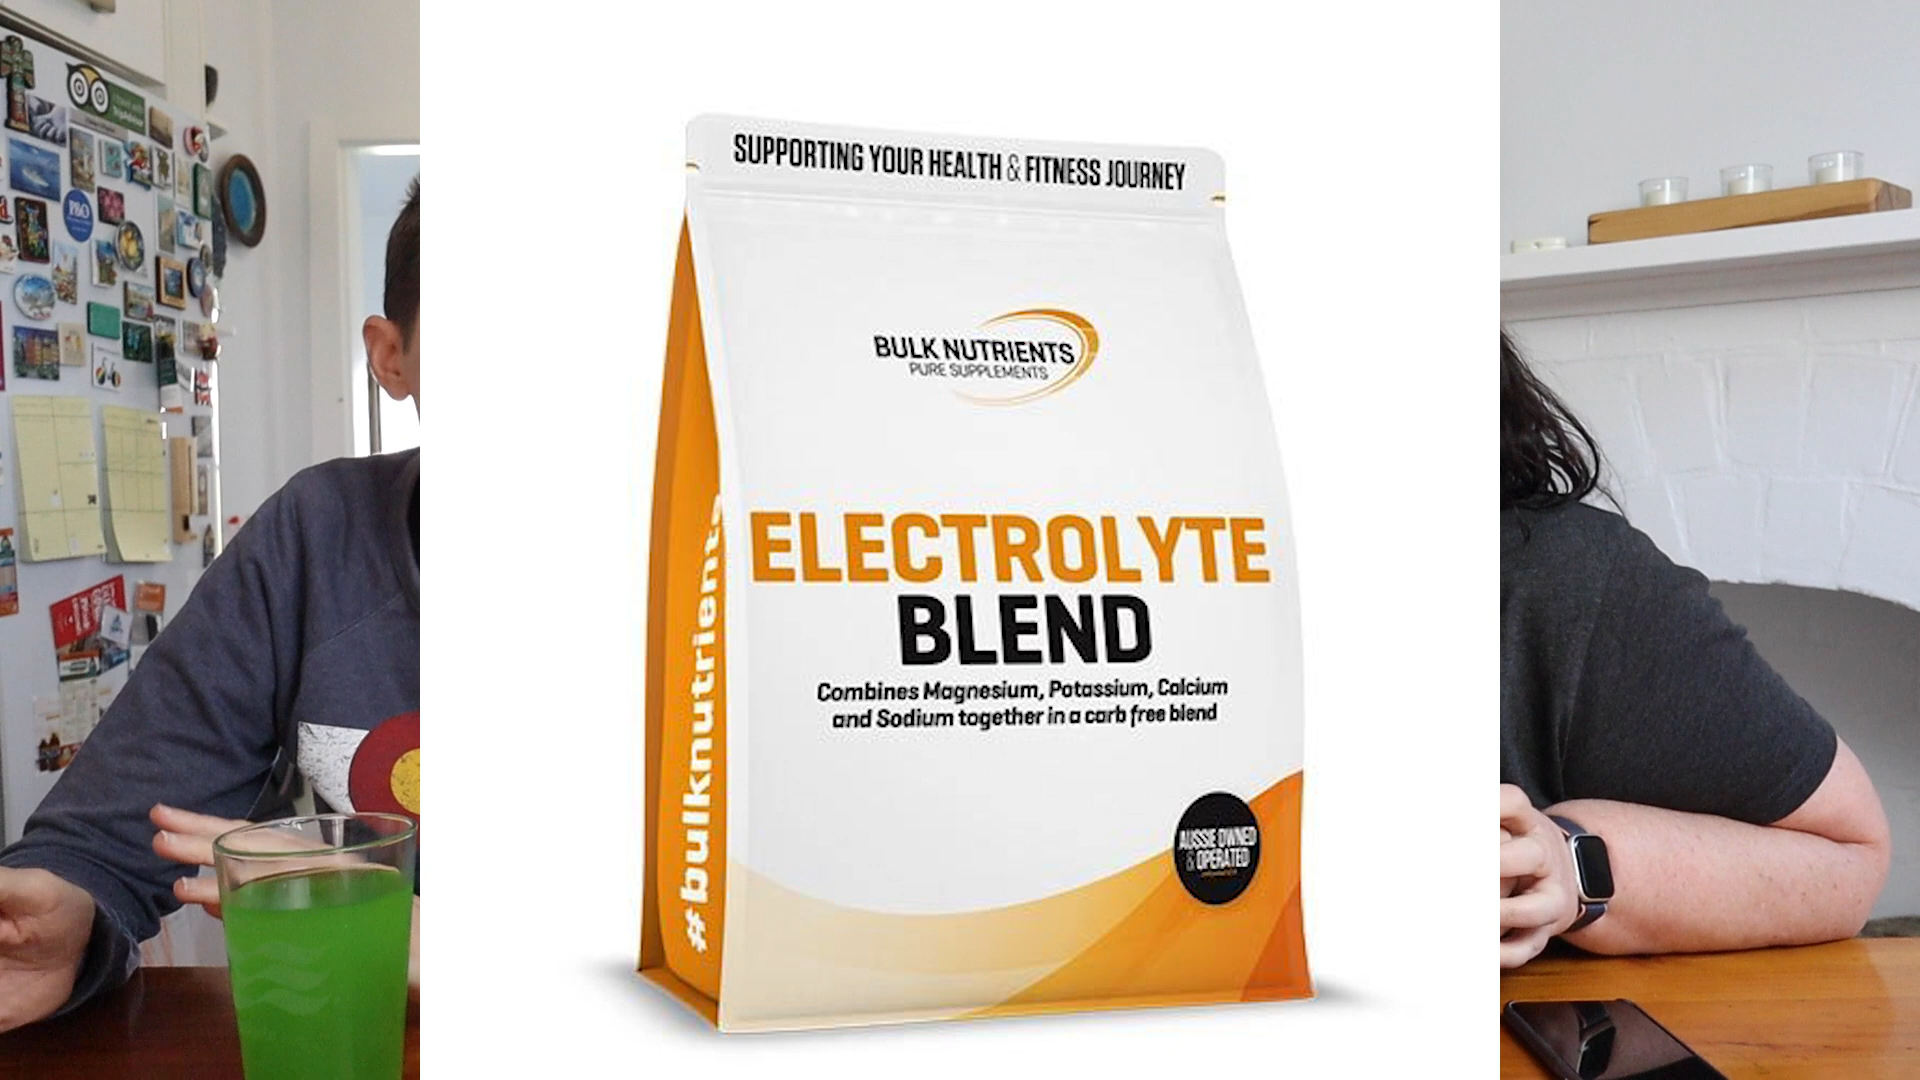 SUPPORTING YOUR HEALTH & FITNESS JOURNEY
BULK NUTRIENTS
PURE SUPPLEMENTS
ELECTROLYTE
BLEND
Combines Magnesium, Potassium, Calcium
and Sodium together in a carb free blend
#bulknutrients
AUSSIE OWNED
& OPERATED
P&O